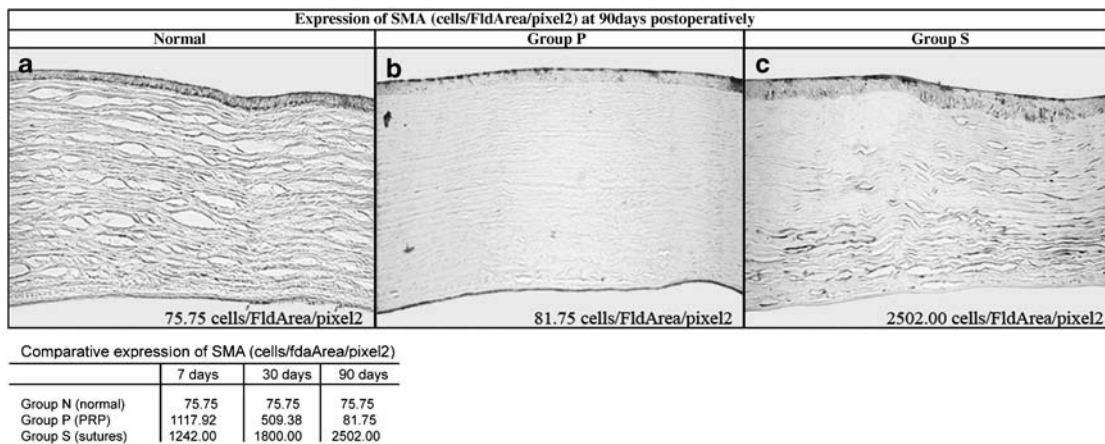 Expression of SMA (cells/FldArea/pixel2) at 90days postoperatively
Normal Group P Group S
a b c
75.75 cells/FldArea/pixel2 81.75 cells/FldArea/pixel2 2502.00 cells/FldArea/pixel2
Comparative expression of SMA (cells/fdaArea/pixel2)
7 days 30 days 90 days
Group N (normal) 75.75 75.75 75.75
Group P (PRP) 1117.92 509.38 81.75
Group S (sutures) 1242.00 1800.00 2502.00